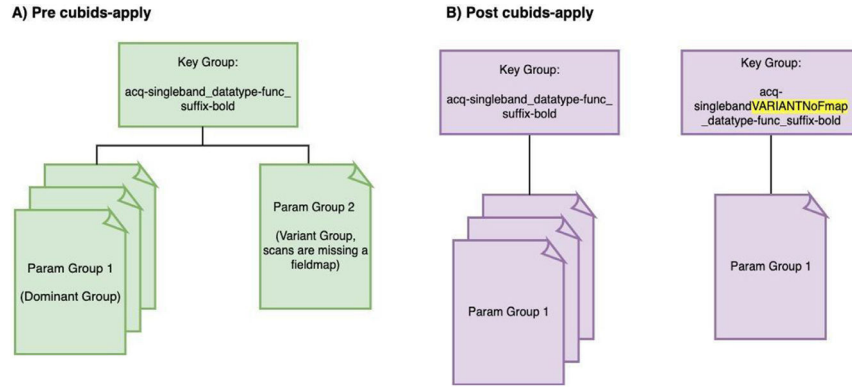 A) Pre cubids-apply
Key Group:
acq-singleband_datatype-func_
suffix-bold
Param Group 1
(Dominant Group)
Param Group 2
(Variant Group,
scans are missing a
fieldmap)
B) Post cubids-apply
Key Group:
acq-singleband_datatype-func_
suffix-bold
Param Group 1
Key Group:
acq-
singlebandVARIANTNoFmap
_datatype-func_suffix-bold
Param Group 1